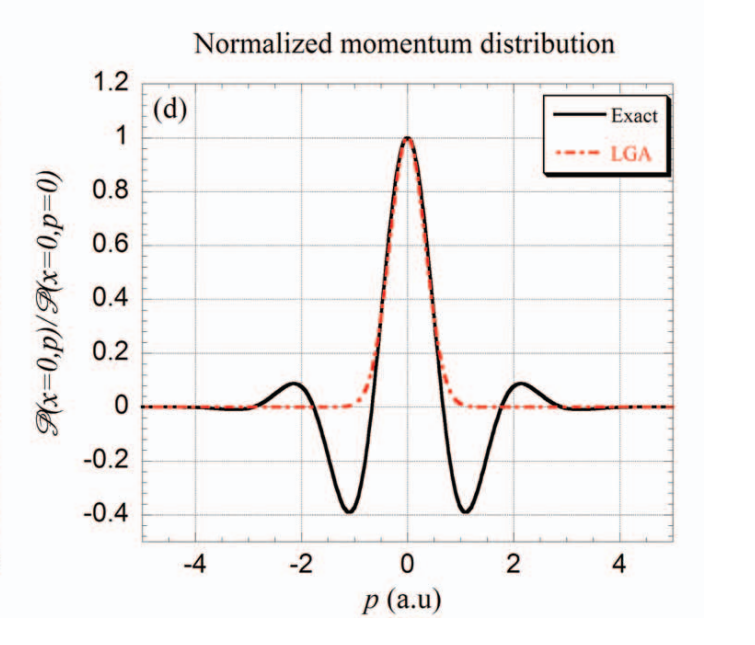 Normalized momentum distribution
(d)
Exact
LGA
𝒫(x=0,p)/𝒫(x=0,p=0)
1.2
1
0.8
0.6
0.4
0.2
0
-0.2
-0.4
-4 -2 0 2 4
p (a.u)